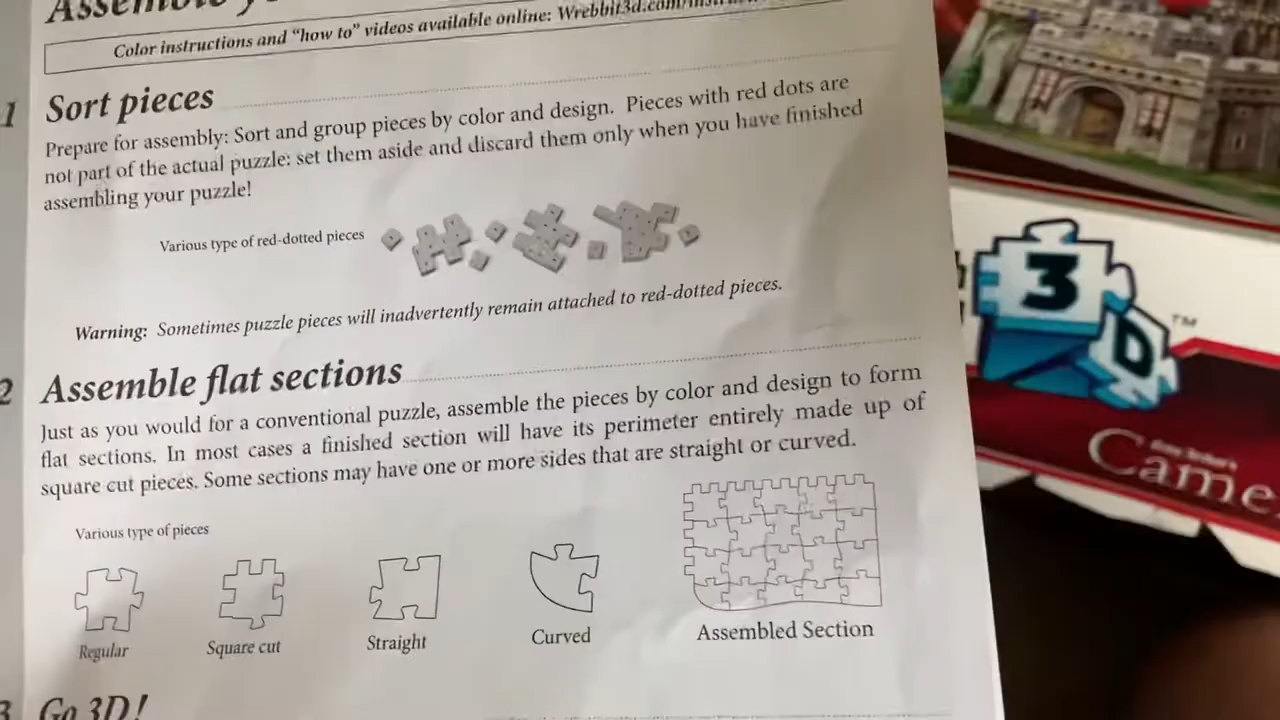 Assemble
Color instructions and “how to” videos available online: Wrebbit3d.com/
1 Sort pieces
Prepare for assembly: Sort and group pieces by color and design. Pieces with red dots are
not part of the actual puzzle: set them aside and discard them only when you have finished
assembling your puzzle!
Various type of red-dotted pieces
Warning: Sometimes puzzle pieces will inadvertently remain attached to red-dotted pieces.
2 Assemble flat sections
Just as you would for a conventional puzzle, assemble the pieces by color and design to form
flat sections. In most cases a finished section will have its perimeter entirely made up of
square cut pieces. Some sections may have one or more sides that are straight or curved.
Various type of pieces
Regular
Square cut
Straight
Curved
Assembled Section
3 Go 3D!
3D
TM
Came